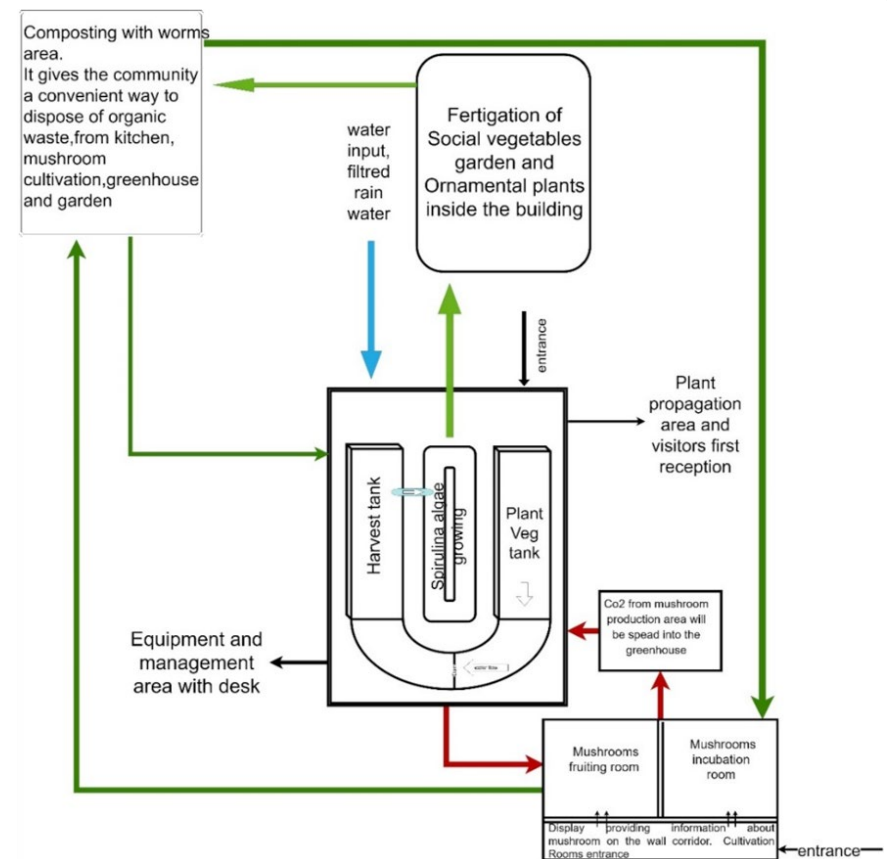 Composting with worms
area.
It gives the community
a convenient way to
dispose of organic
waste,from kitchen,
mushroom
cultivation,greenhouse
and garden
water
input,
filtred
rain
water
Fertigation of
Social vegetables
garden and
Ornamental plants
inside the building
entrance
Plant
propagation
area and
visitors first
reception
Harvest tank
Spirulina algae
growing
Plant
Veg
tank
water flow
Equipment and
management
area with desk
Co2 from mushroom
production area will
be spead into the
greenhouse
Mushrooms
fruiting room
Mushrooms
incubation
room
Display providing information about
mushroom on the wall corridor. Cultivation
Rooms entrance
entrance